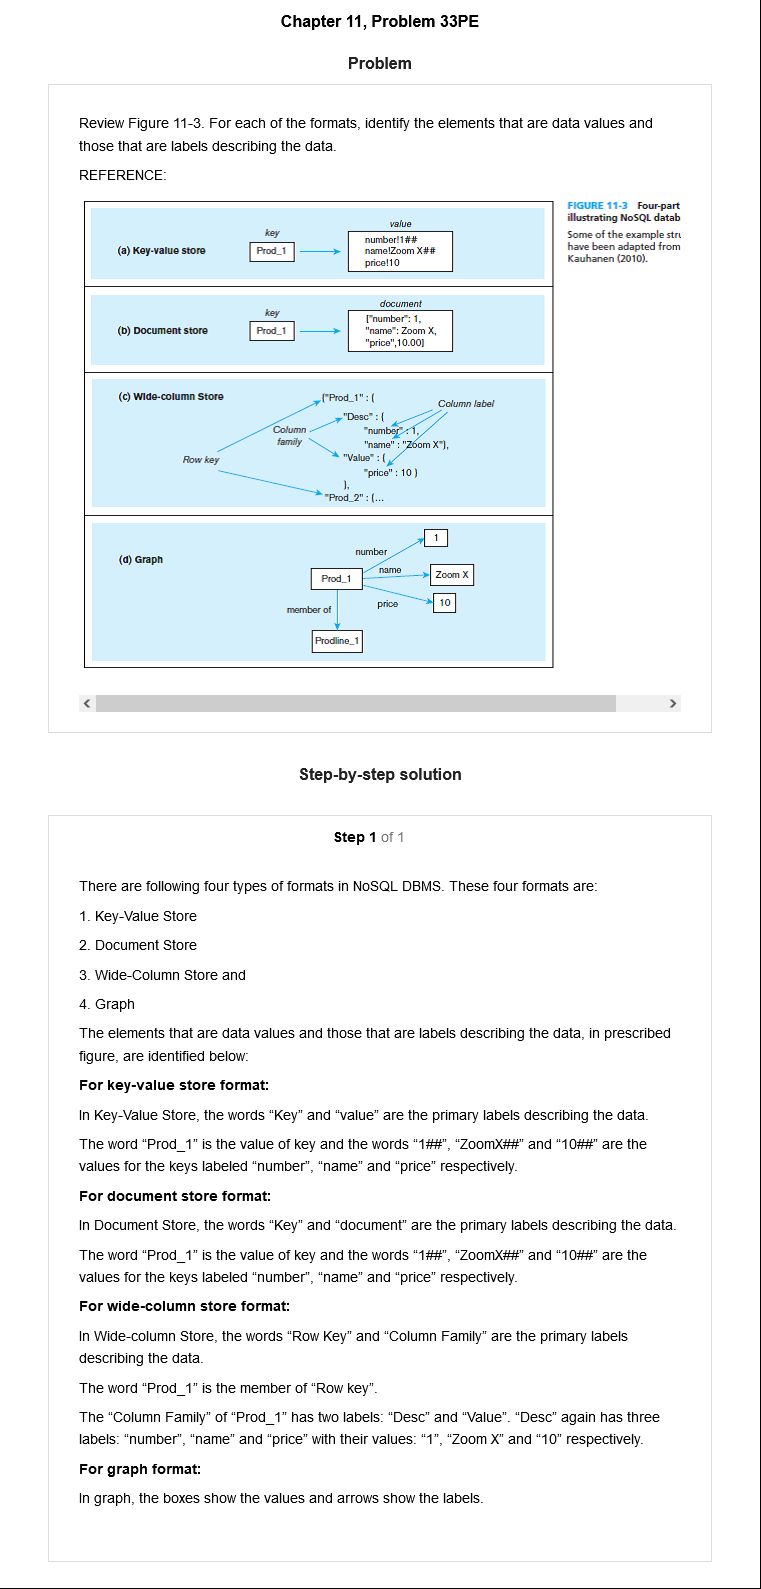 Chapter 11, Problem 33PE
Problem
Review Figure 11-3. For each of the formats, identify the elements that are data values and
those that are labels describing the data.
REFERENCE:
FIGURE 11-3 Four-part
illustrating NoSQL datab
Some of the example stru
have been adapted from
Kauhanen (2010).
(a) Key-value store
key
Prod_1
value
number!1##
name!Zoom X##
price!10
(b) Document store
key
Prod_1
document
["number": 1,
"name": Zoom X,
"price",10.00]
(c) Wide-column Store
Row key
Column
family
Column label
{"Prod_1" : {
"Desc" : {
"number" : 1,
"name" : "Zoom X"},
"Value" : {
"price" : 10 }
},
"Prod_2" : {...
(d) Graph
number
1
name
Zoom X
Prod_1
price
10
member of
Prodline_1
Step-by-step solution
Step 1 of 1
There are following four types of formats in NoSQL DBMS. These four formats are:
1. Key-Value Store
2. Document Store
3. Wide-Column Store and
4. Graph
The elements that are data values and those that are labels describing the data, in prescribed
figure, are identified below:
For key-value store format:
In Key-Value Store, the words “Key” and “value” are the primary labels describing the data.
The word “Prod_1” is the value of key and the words “1##”, “ZoomX##” and “10##” are the
values for the keys labeled “number”, “name” and “price” respectively.
For document store format:
In Document Store, the words “Key” and “document” are the primary labels describing the data.
The word “Prod_1” is the value of key and the words “1##”, “ZoomX##” and “10##” are the
values for the keys labeled “number”, “name” and “price” respectively.
For wide-column store format:
In Wide-column Store, the words “Row Key” and “Column Family” are the primary labels
describing the data.
The word “Prod_1” is the member of “Row key”.
The “Column Family” of “Prod_1” has two labels: “Desc” and “Value”. “Desc” again has three
labels: “number”, “name” and “price” with their values: “1”, “Zoom X” and “10” respectively.
For graph format:
In graph, the boxes show the values and arrows show the labels.